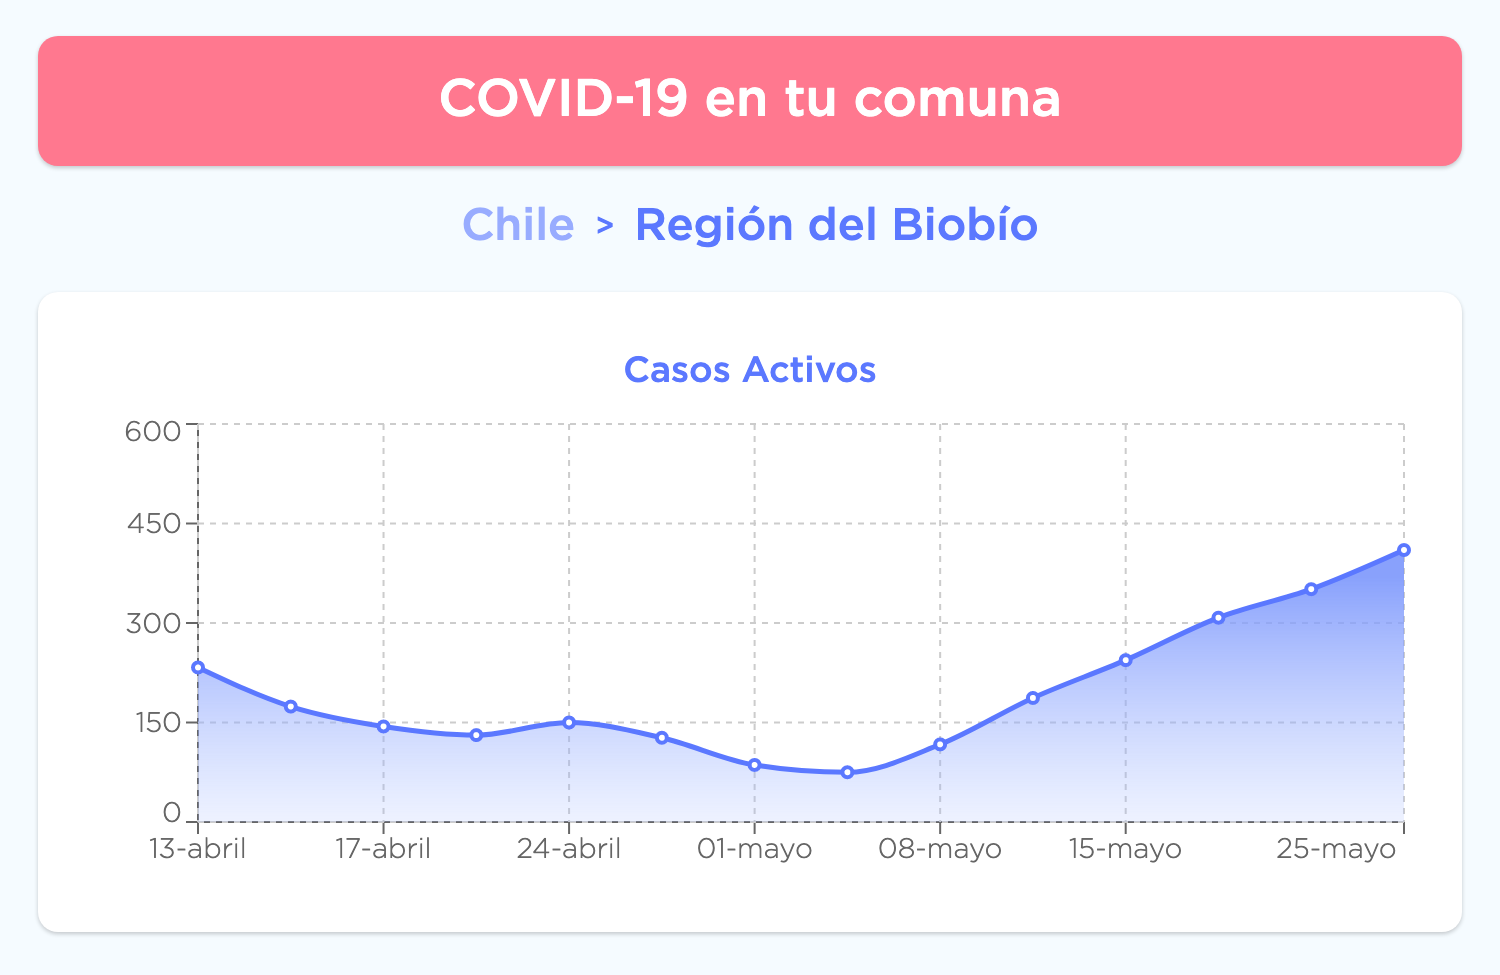 COVID-19 en tu comuna
Chile > Región del Biobío
Casos Activos
600
450
300
150
0
13-abril 17-abril 24-abril 01-mayo 08-mayo 15-mayo 25-mayo